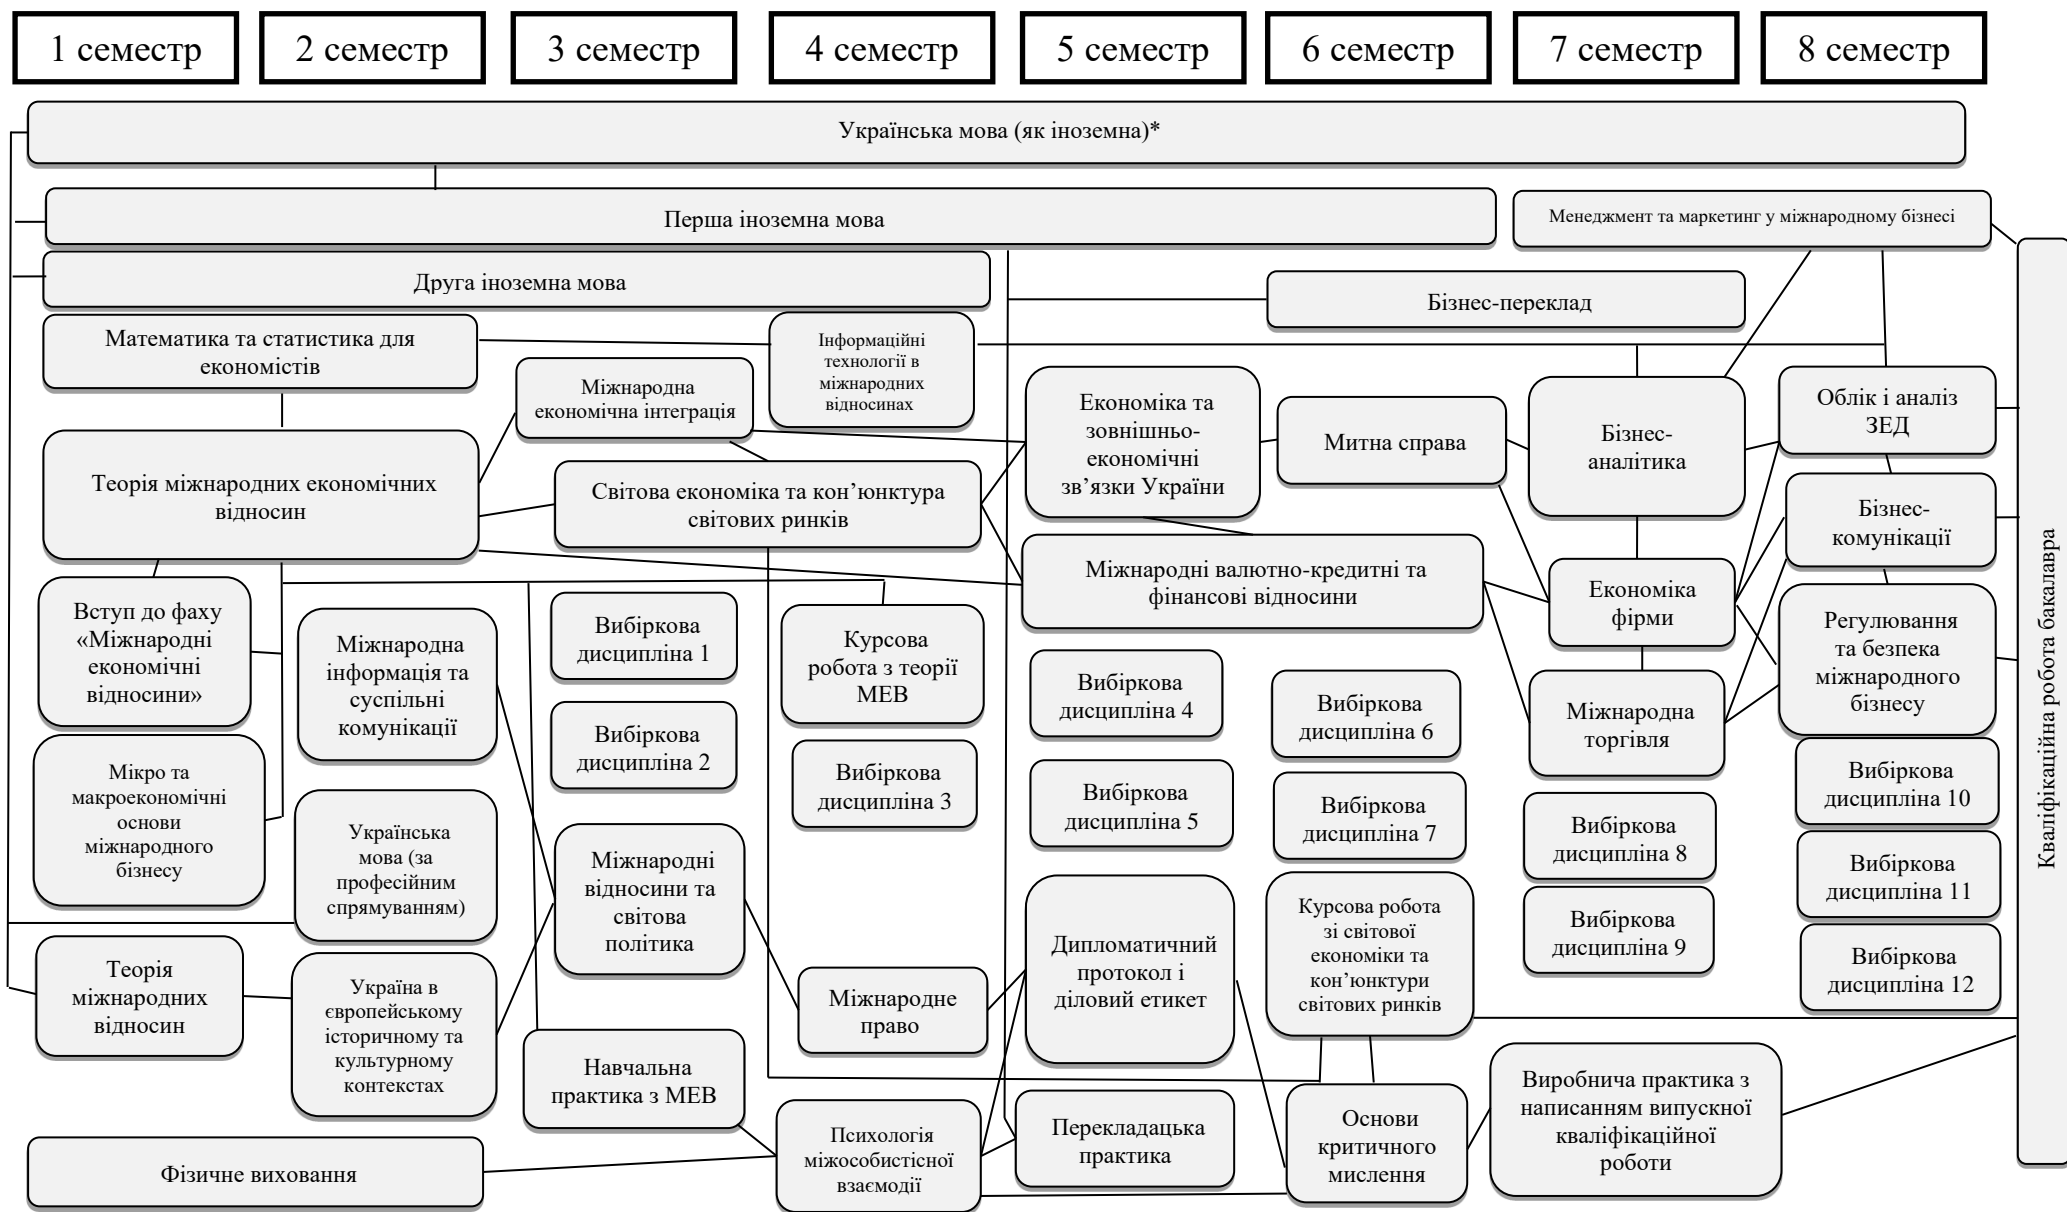 1 семестр
2 семестр
3 семестр
4 семестр
5 семестр
6 семестр
7 семестр
8 семестр
Українська мова (як іноземна)*
Перша іноземна мова
Менеджмент та маркетинг у міжнародному бізнесі
Друга іноземна мова
Бізнес-переклад
Математика та статистика для
економістів
Інформаційні
технології в
міжнародних
відносинах
Міжнародна
економічна інтеграція
Економіка та
зовнішньо-
економічні
зв’язки України
Митна справа
Бізнес-
аналітика
Облік і аналіз
ЗЕД
Теорія міжнародних економічних
відносин
Світова економіка та кон’юнктура
світових ринків
Бізнес-
комунікації
Міжнародні валютно-кредитні та
фінансові відносини
Економіка
фірми
Вступ до фаху
«Міжнародні
економічні
відносини»
Міжнародна
інформація та
суспільні
комунікації
Вибіркова
дисципліна 1
Курсова
робота з теорії
МЕВ
Вибіркова
дисципліна 4
Вибіркова
дисципліна 6
Міжнародна
торгівля
Регулювання
та безпека
міжнародного
бізнесу
Вибіркова
дисципліна 2
Вибіркова
дисципліна 3
Вибіркова
дисципліна 5
Вибіркова
дисципліна 7
Вибіркова
дисципліна 8
Вибіркова
дисципліна 10
Мікро та
макроекономічні
основи
міжнародного
бізнесу
Українська
мова (за
професійним
спрямуванням)
Міжнародні
відносини та
світова
політика
Вибіркова
дисципліна 11
Вибіркова
дисципліна 9
Вибіркова
дисципліна 12
Теорія
міжнародних
відносин
Україна в
європейському
історичному та
культурному
контекстах
Міжнародне
право
Дипломатичний
протокол і
діловий етикет
Курсова робота
зі світової
економіки та
кон’юнктури
світових ринків
Навчальна
практика з МЕВ
Психологія
міжособистісної
взаємодії
Перекладацька
практика
Основи
критичного
мислення
Виробнича практика з
написанням випускної
кваліфікаційної
роботи
Фізичне виховання
Кваліфікаційна робота бакалавра